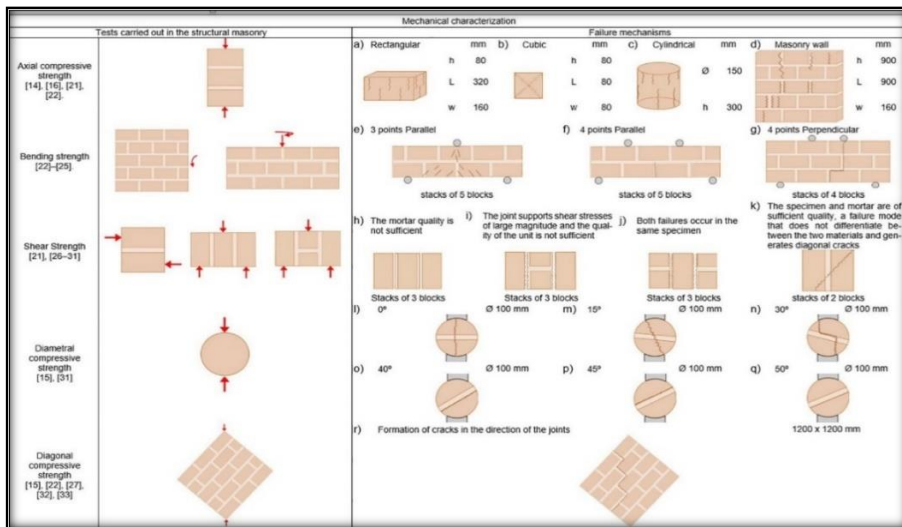 Mechanical characterization
Tests carried out in the structural masonry
Failure mechanisms
Axial compressive
strength
[14], [16], [21],
[22].
a) Rectangular mm
h 80
L 320
w 160
b) Cubic mm
h 80
L 80
w 80
c) Cylindrical mm
Ø 150
h 300
d) Masonry wall mm
h 900
L 900
w 160
Bending strength
[22]–[25].
e) 3 points Parallel
stacks of 5 blocks
f) 4 points Parallel
stacks of 5 blocks
g) 4 points Perpendicular
stacks of 4 blocks
Shear Strength
[21], [26–31]
h) The mortar quality is
not sufficient
Stacks of 3 blocks
i) The joint supports shear stresses
of large magnitude and the qua-
lity of the unit is not sufficient
Stacks of 3 blocks
j) Both failures occur in the
same specimen
Stacks of 3 blocks
k) The specimen and mortar are of
sufficient quality, a failure mode
that does not differentiate be-
tween the two materials and gen-
erates diagonal cracks
stacks of 2 blocks
Diametral
compressive
strength
[15], [31]
l) 0º Ø 100 mm
m) 15º Ø 100 mm
n) 30º Ø 100 mm
o) 40º Ø 100 mm
p) 45º Ø 100 mm
q) 50º Ø 100 mm
Diagonal
compressive
strength
[15], [22], [27],
[32], [33]
r) Formation of cracks in the direction of the joints
1200 x 1200 mm